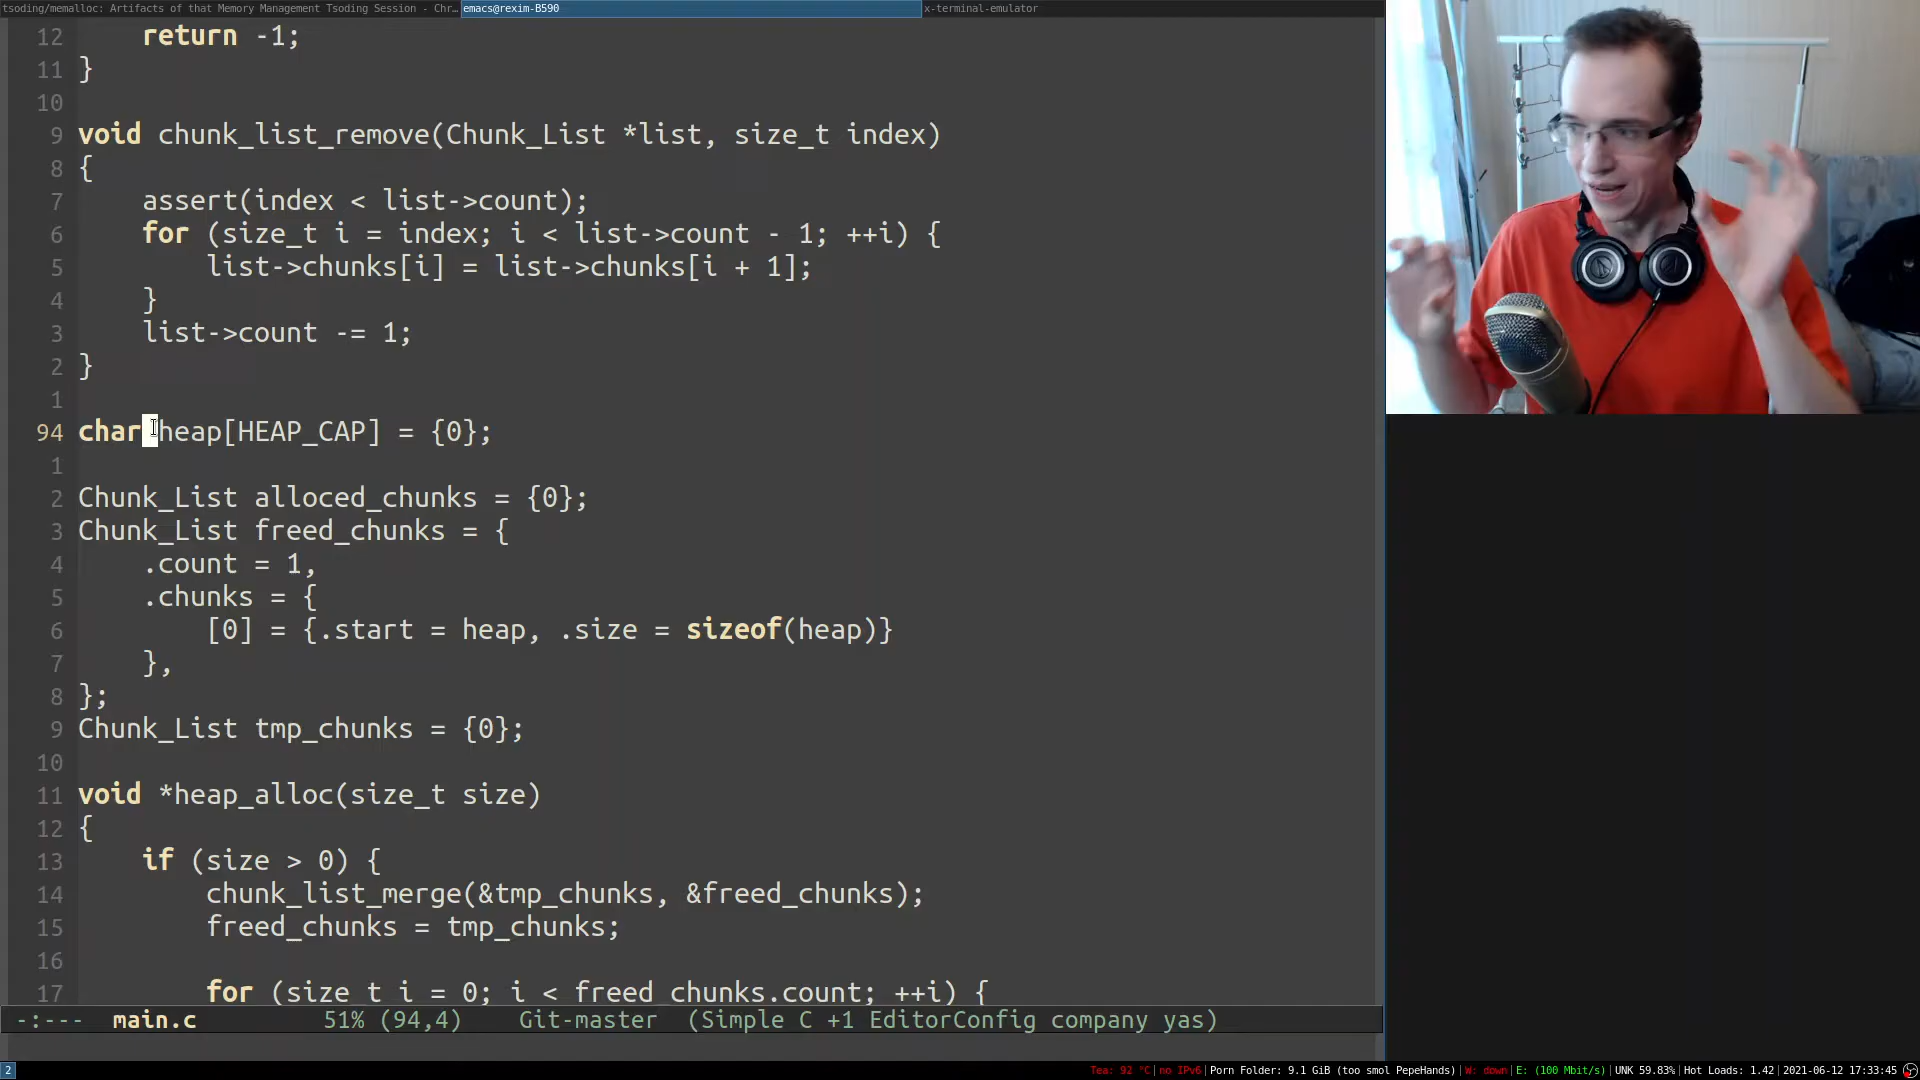 tsoding/memalloc: Artifacts of that Memory Management Tsoding Session - Chr… emacs@rexim-B590 x-terminal-emulator
12 return -1;
11 }
10
9 void chunk_list_remove(Chunk_List *list, size_t index)
8 {
7 assert(index < list->count);
6 for (size_t i = index; i < list->count - 1; ++i) {
5 list->chunks[i] = list->chunks[i + 1];
4 }
3 list->count -= 1;
2 }
1
94 char heap[HEAP_CAP] = {0};
1
2 Chunk_List alloced_chunks = {0};
3 Chunk_List freed_chunks = {
4 .count = 1,
5 .chunks = {
6 [0] = {.start = heap, .size = sizeof(heap)}
7 },
8 };
9 Chunk_List tmp_chunks = {0};
10
11 void *heap_alloc(size_t size)
12 {
13 if (size > 0) {
14 chunk_list_merge(&tmp_chunks, &freed_chunks);
15 freed_chunks = tmp_chunks;
16
17 for (size_t i = 0; i < freed_chunks.count; ++i) {
-:--- main.c 51% (94,4) Git-master (Simple C +1 EditorConfig company yas)
2 Tea: 92 °C|no IPv6|Porn Folder: 9.1 GiB (too smol PepeHands)|W: down|E: (100 Mbit/s)|UNK 59.83%|Hot Loads: 1.42|2021-06-12 17:33:45